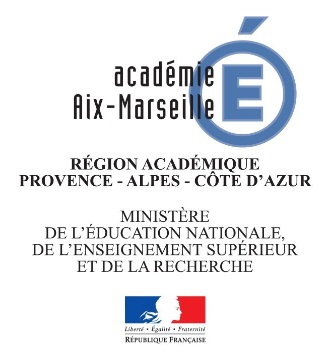 académie
Aix-Marseille
É
RÉGION ACADÉMIQUE
PROVENCE - ALPES - CÔTE D'AZUR
MINISTÈRE
DE L'ÉDUCATION NATIONALE,
DE L'ENSEIGNEMENT SUPÉRIEUR
ET DE LA RECHERCHE
Liberté • Égalité • Fraternité
RÉPUBLIQUE FRANÇAISE